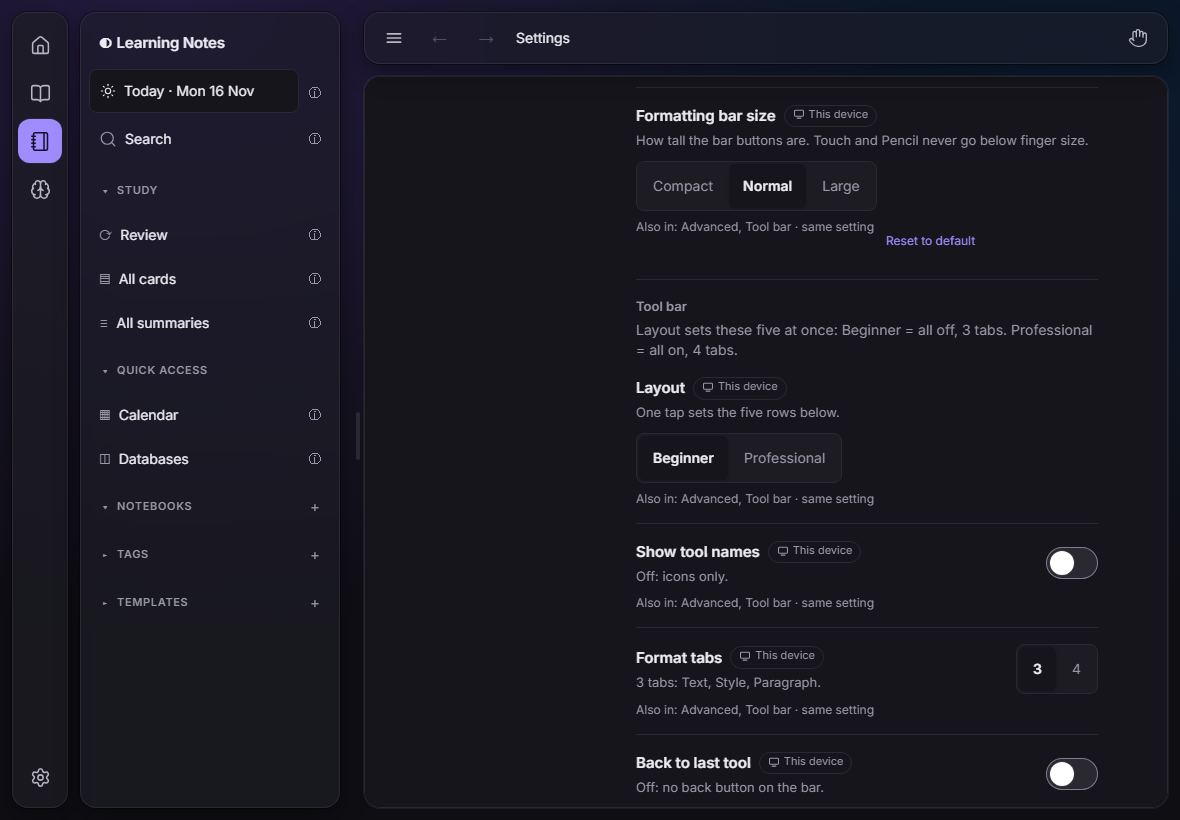 Learning Notes
Today · Mon 16 Nov
Search
STUDY
Review
All cards
All summaries
QUICK ACCESS
Calendar
Databases
NOTEBOOKS
TAGS
TEMPLATES
Settings
Formatting bar size This device
How tall the bar buttons are. Touch and Pencil never go below finger size.
Compact Normal Large
Also in: Advanced, Tool bar · same setting
Reset to default
Tool bar
Layout sets these five at once: Beginner = all off, 3 tabs. Professional
= all on, 4 tabs.
Layout This device
One tap sets the five rows below.
Beginner Professional
Also in: Advanced, Tool bar · same setting
Show tool names This device
Off: icons only.
Also in: Advanced, Tool bar · same setting
Format tabs This device
3 4
3 tabs: Text, Style, Paragraph.
Also in: Advanced, Tool bar · same setting
Back to last tool This device
Off: no back button on the bar.